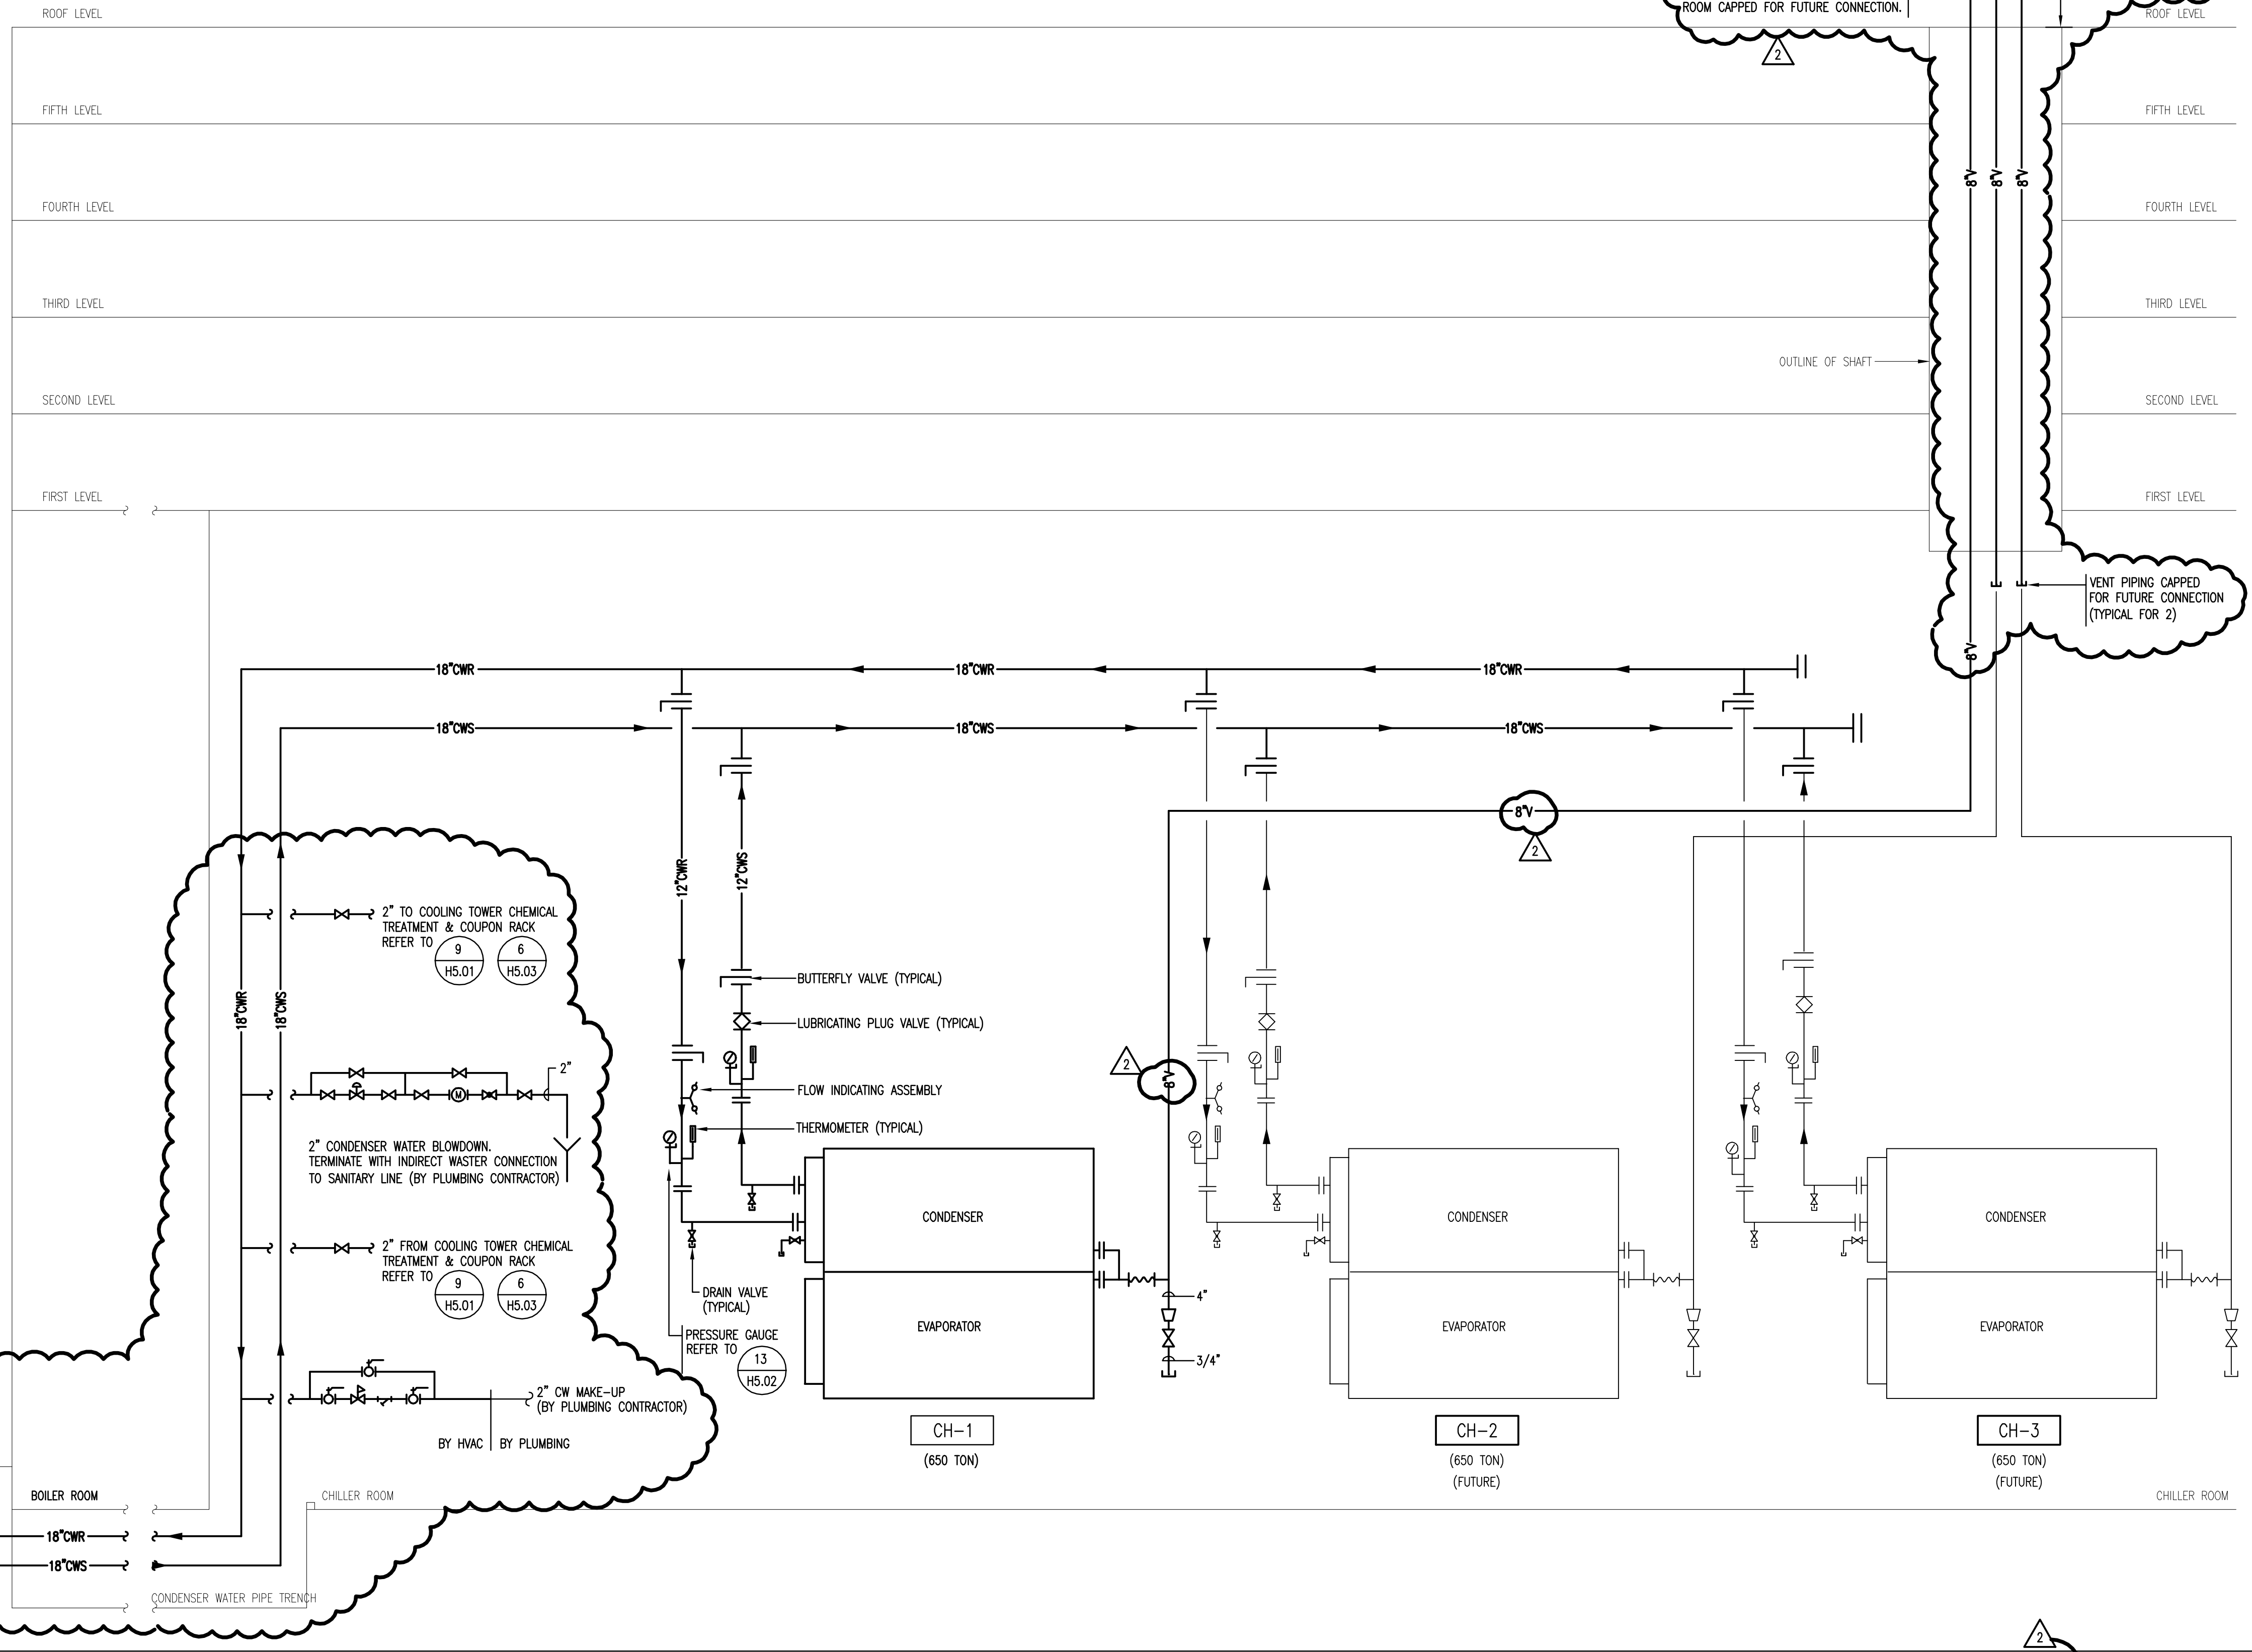 ROOM CAPPED FOR FUTURE CONNECTION.
2
ROOF LEVEL
ROOF LEVEL
FIFTH LEVEL
FIFTH LEVEL
8"V
8"V
8"V
FOURTH LEVEL
FOURTH LEVEL
THIRD LEVEL
THIRD LEVEL
OUTLINE OF SHAFT
SECOND LEVEL
SECOND LEVEL
FIRST LEVEL
FIRST LEVEL
VENT PIPING CAPPED
FOR FUTURE CONNECTION
(TYPICAL FOR 2)
8"V
18"CWR
18"CWR
18"CWR
18"CWS
18"CWS
18"CWS
8"V
2
12"CWR
12"CWS
2" TO COOLING TOWER CHEMICAL
TREATMENT & COUPON RACK
REFER TO
9
H5.01
6
H5.03
18"CWR
18"CWS
BUTTERFLY VALVE (TYPICAL)
LUBRICATING PLUG VALVE (TYPICAL)
FLOW INDICATING ASSEMBLY
THERMOMETER (TYPICAL)
2
8"V
2"
M
2" CONDENSER WATER BLOWDOWN.
TERMINATE WITH INDIRECT WASTER CONNECTION
TO SANITARY LINE (BY PLUMBING CONTRACTOR)
2" FROM COOLING TOWER CHEMICAL
TREATMENT & COUPON RACK
REFER TO
9
H5.01
6
H5.03
DRAIN VALVE
(TYPICAL)
PRESSURE GAUGE
REFER TO
13
H5.02
CONDENSER
EVAPORATOR
4"
3/4"
CONDENSER
EVAPORATOR
CONDENSER
EVAPORATOR
2" CW MAKE-UP
(BY PLUMBING CONTRACTOR)
BY HVAC
BY PLUMBING
CH-1
(650 TON)
CH-2
(650 TON)
(FUTURE)
CH-3
(650 TON)
(FUTURE)
BOILER ROOM
CHILLER ROOM
CHILLER ROOM
18"CWR
18"CWS
CONDENSER WATER PIPE TRENCH
2